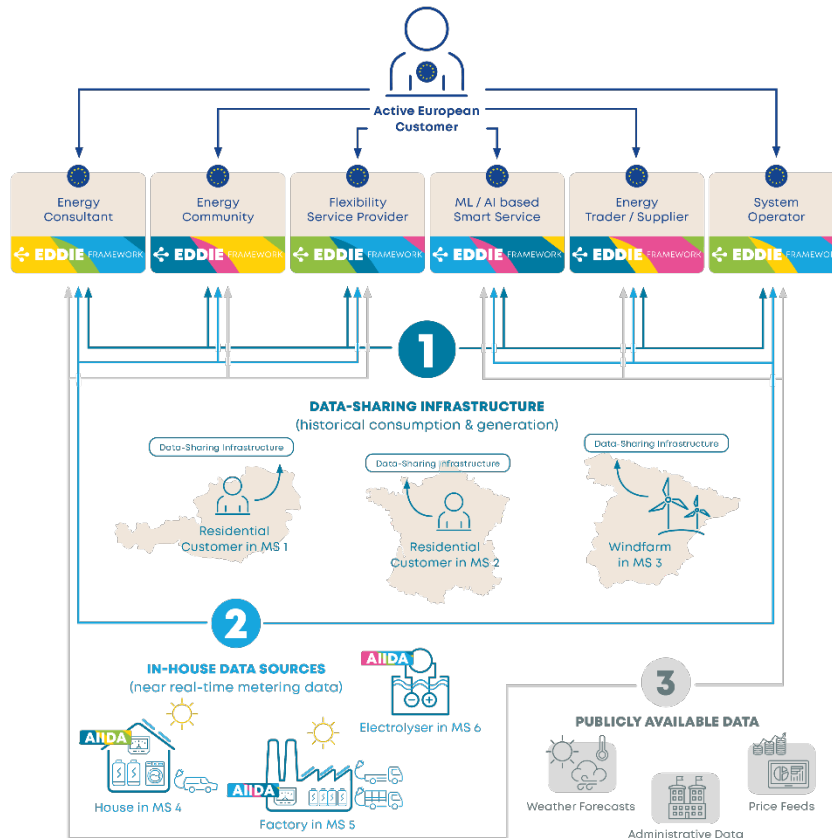 Active European
Customer
Energy
Consultant
Energy
Community
Flexibility
Service Provider
ML / AI based
Smart Service
Energy
Trader / Supplier
System
Operator
EDDIE FRAMEWORK
EDDIE FRAMEWORK
EDDIE FRAMEWORK
EDDIE FRAMEWORK
EDDIE FRAMEWORK
EDDIE FRAMEWORK
1
DATA-SHARING INFRASTRUCTURE
(historical consumption & generation)
Data-Sharing Infrastructure
Data-Sharing Infrastructure
Data-Sharing Infrastructure
Residential
Customer in MS 1
Residential
Customer in MS 2
Windfarm
in MS 3
2
IN-HOUSE DATA SOURCES
(near real-time metering data)
AIIDA
Electrolyser in MS 6
AIIDA
House in MS 4
AIIDA
Factory in MS 5
3
PUBLICLY AVAILABLE DATA
Weather Forecasts
Administrative Data
Price Feeds